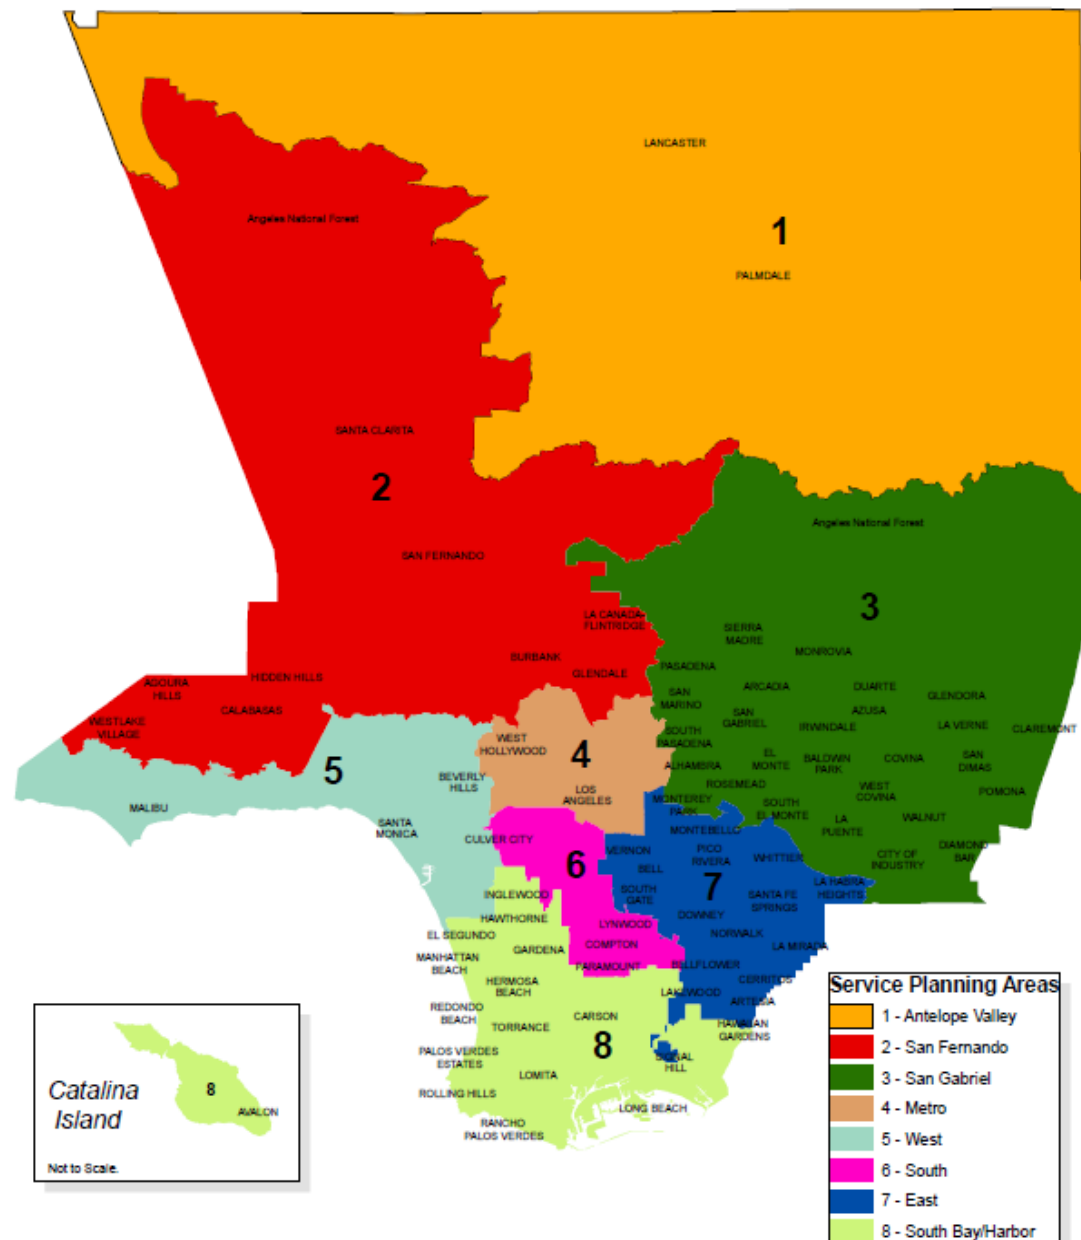 LANCASTER
1
Angeles National Forest
PALMDALE
SANTA CLARITA
2
Angeles National Forest
SAN FERNANDO
3
LA CANADA
FLINTRIDGE
SIERRA
MADRE
MONROVIA
BURBANK
GLENDALE
PASADENA
HIDDEN HILLS
AGOURA
HILLS
ARCADIA
DUARTE
GLENDORA
SAN
MARINO
CALABASAS
AZUSA
SAN
GABRIEL
IRWINDALE
LA VERNE
CLAREMONT
WESTLAKE
VILLAGE
WEST
HOLLYWOOD
SOUTH
PASADENA
4
5
EL
MONTE
BALDWIN
PARK
COVINA
SAN
DIMAS
ALHAMBRA
BEVERLY
HILLS
ROSEMEAD
WEST
COVINA
POMONA
LOS
ANGELES
MONTEREY
PARK
SOUTH
EL MONTE
MALIBU
SANTA
MONICA
LA
PUENTE
WALNUT
MONTEBELLO
CULVER CITY
VERNON
PICO
RIVERA
WHITTIER
CITY OF
INDUSTRY
DIAMOND
BAR
6
BELL
7
LA HABRA
HEIGHTS
INGLEWOOD
SOUTH
GATE
SANTA FE
SPRINGS
HAWTHORNE
DOWNEY
LYNWOOD
EL SEGUNDO
NORWALK
GARDENA
COMPTON
LA MIRADA
MANHATTAN
BEACH
PARAMOUNT
BELLFLOWER
HERMOSA
BEACH
CERRITOS
LAKEWOOD
ARTESIA
REDONDO
BEACH
CARSON
TORRANCE
HAWAIIAN
GARDENS
8
PALOS VERDES
ESTATES
SIGNAL
HILL
LOMITA
ROLLING HILLS
LONG BEACH
RANCHO
PALOS VERDES
Catalina
Island
8
AVALON
Not to Scale.
Service Planning Areas
1 - Antelope Valley
2 - San Fernando
3 - San Gabriel
4 - Metro
5 - West
6 - South
7 - East
8 - South Bay/Harbor